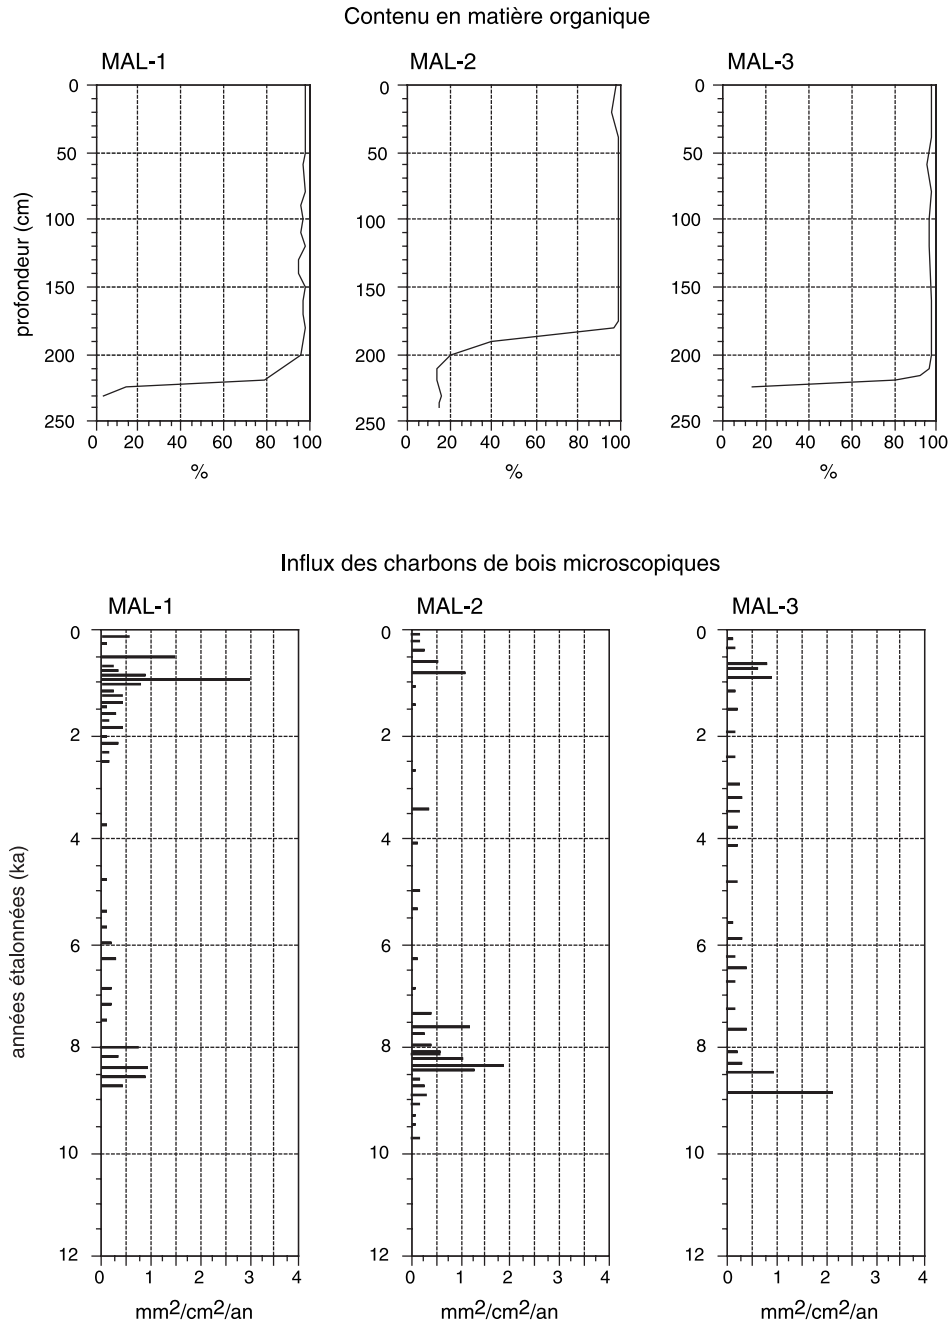 Contenu en matière organique
MAL-1 MAL-2 MAL-3
0 0 0
50 50 50
100 100 100
150 150 150
200 200 200
250 250 250
profondeur (cm)
0 20 40 60 80 100 0 20 40 60 80 100 0 20 40 60 80 100
% % %
Influx des charbons de bois microscopiques
MAL-1 MAL-2 MAL-3
0 0 0
2 2 2
4 4 4
6 6 6
8 8 8
10 10 10
12 12 12
années étalonnées (ka)
0 1 2 3 4 0 1 2 3 4 0 1 2 3 4
mm2/cm2/an mm2/cm2/an mm2/cm2/an